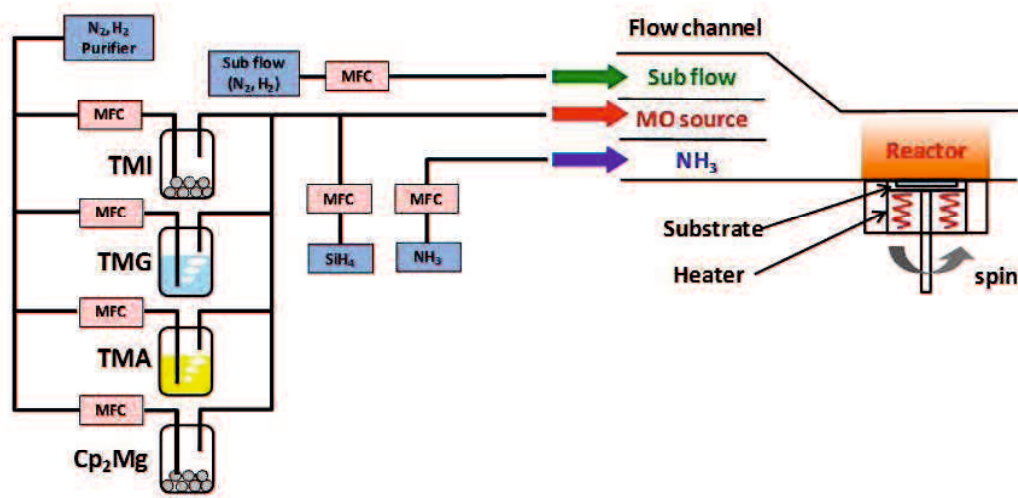 N₂, H₂
Purifier
Sub flow
(N₂, H₂)
MFC
Flow channel
Sub flow
MO source
NH₃
MFC
TMI
MFC
TMG
MFC
TMA
MFC
Cp₂Mg
MFC
SiH₄
MFC
NH₃
Reactor
Substrate
Heater
spin